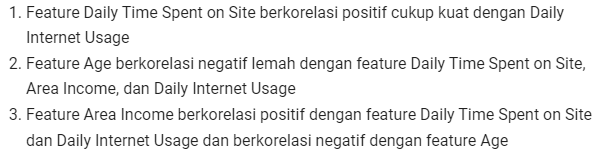 1. Feature Daily Time Spent on Site berkorelasi positif cukup kuat dengan Daily
Internet Usage
2. Feature Age berkorelasi negatif lemah dengan feature Daily Time Spent on Site,
Area Income, dan Daily Internet Usage
3. Feature Area Income berkorelasi positif dengan feature Daily Time Spent on Site
dan Daily Internet Usage dan berkorelasi negatif dengan feature Age